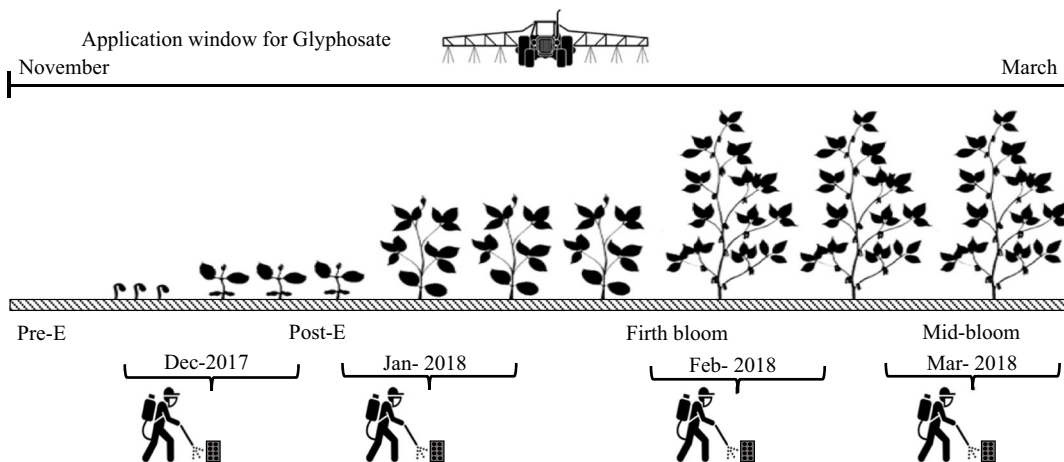 Application window for Glyphosate
November March
Pre-E Post-E Firth bloom Mid-bloom
Dec-2017 Jan- 2018 Feb- 2018 Mar- 2018